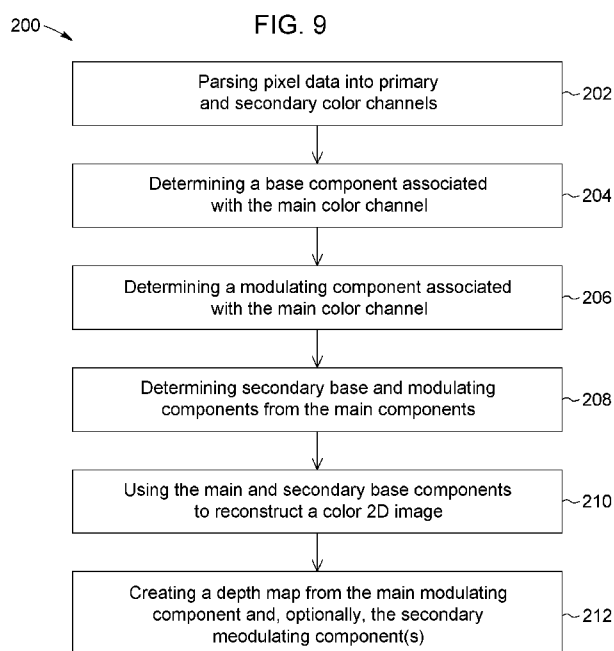 FIG. 9
200
Parsing pixel data into primary
and secondary color channels
202
Determining a base component associated
with the main color channel
204
Determining a modulating component associated
with the main color channel
206
Determining secondary base and modulating
components from the main components
208
Using the main and secondary base components
to reconstruct a color 2D image
210
Creating a depth map from the main modulating
component and, optionally, the secondary
meodulating component(s)
212